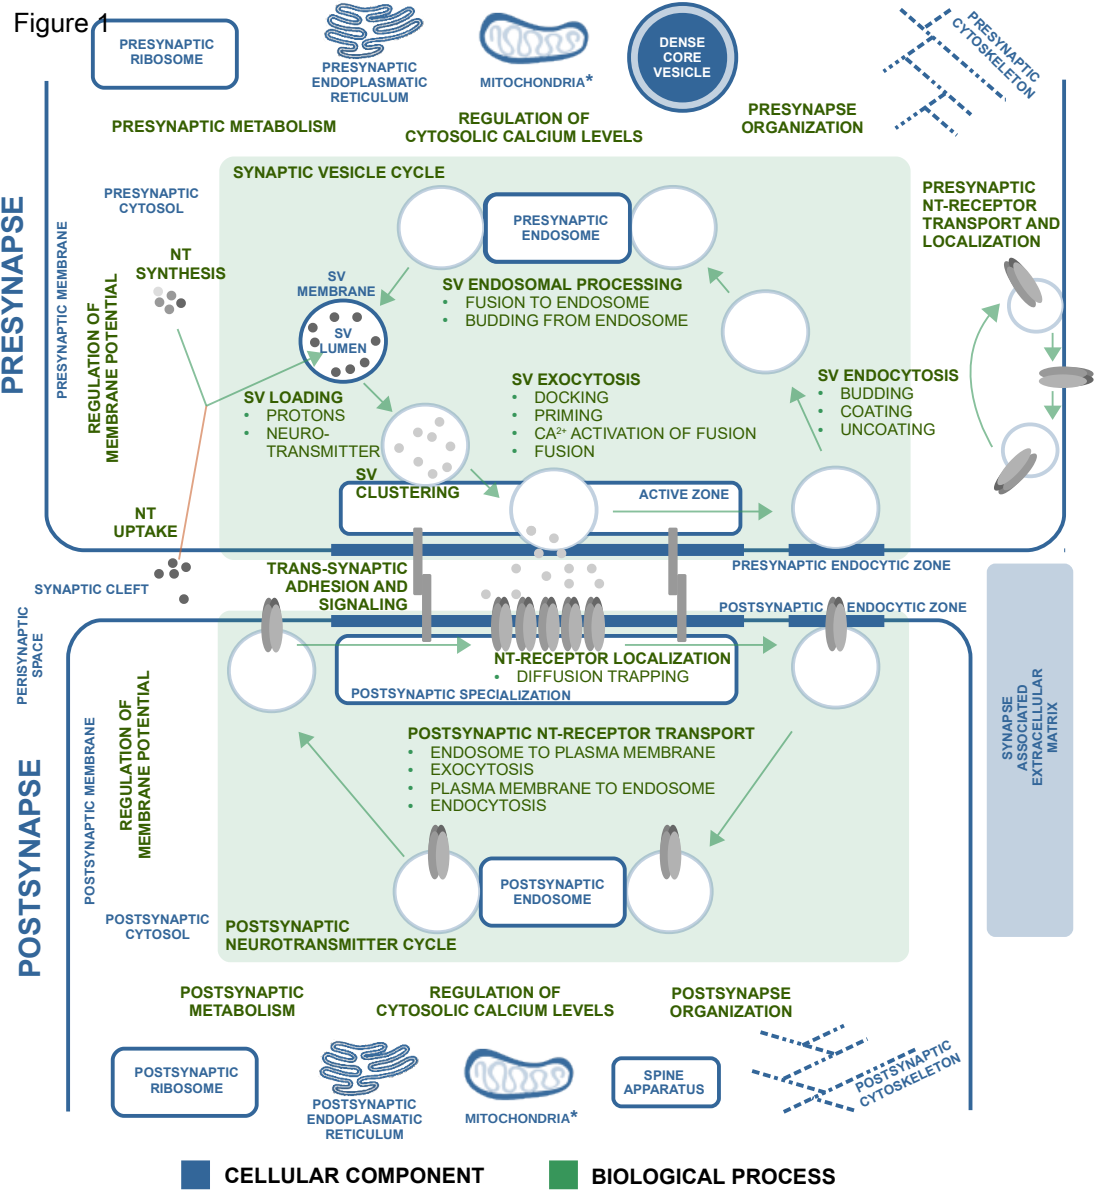 Figure 1
PRESYNAPTIC
RIBOSOME
PRESYNAPTIC
ENDOPLASMATIC
RETICULUM
MITOCHONDRIA*
DENSE
CORE
VESICLE
PRESYNAPTIC
CYTOSKELETON
PRESYNAPTIC METABOLISM
REGULATION OF
CYTOSOLIC CALCIUM LEVELS
PRESYNAPSE
ORGANIZATION
PRESYNAPSE
PRESYNAPTIC MEMBRANE
SYNAPTIC VESICLE CYCLE
PRESYNAPTIC
CYTOSOL
PRESYNAPTIC
ENDOSOME
PRESYNAPTIC
NT-RECEPTOR
TRANSPORT AND
LOCALIZATION
NT
SYNTHESIS
REGULATION OF
MEMBRANE POTENTIAL
SV
MEMBRANE
SV
LUMEN
SV ENDOSOMAL PROCESSING
• FUSION TO ENDOSOME
• BUDDING FROM ENDOSOME
SV LOADING
• PROTONS
• NEURO-
TRANSMITTER
SV EXOCYTOSIS
• DOCKING
• PRIMING
• CA²⁺ ACTIVATION OF FUSION
• FUSION
SV ENDOCYTOSIS
• BUDDING
• COATING
• UNCOATING
SV
CLUSTERING
ACTIVE ZONE
NT
UPTAKE
PRESYNAPTIC ENDOCYTIC ZONE
SYNAPTIC CLEFT
TRANS-SYNAPTIC
ADHESION AND
SIGNALING
POSTSYNAPTIC ENDOCYTIC ZONE
PERISYNAPTIC
SPACE
NT-RECEPTOR LOCALIZATION
• DIFFUSION TRAPPING
POSTSYNAPTIC SPECIALIZATION
SYNAPSE
ASSOCIATED
EXTRACELLULAR
MATRIX
POSTSYNAPSE
POSTSYNAPTIC MEMBRANE
REGULATION OF
MEMBRANE POTENTIAL
POSTSYNAPTIC NT-RECEPTOR TRANSPORT
• ENDOSOME TO PLASMA MEMBRANE
• EXOCYTOSIS
• PLASMA MEMBRANE TO ENDOSOME
• ENDOCYTOSIS
POSTSYNAPTIC
ENDOSOME
POSTSYNAPTIC
CYTOSOL
POSTSYNAPTIC
NEUROTRANSMITTER CYCLE
POSTSYNAPTIC
METABOLISM
REGULATION OF
CYTOSOLIC CALCIUM LEVELS
POSTSYNAPSE
ORGANIZATION
POSTSYNAPTIC
RIBOSOME
POSTSYNAPTIC
ENDOPLASMATIC
RETICULUM
MITOCHONDRIA*
SPINE
APPARATUS
POSTSYNAPTIC
CYTOSKELETON
CELLULAR COMPONENT
BIOLOGICAL PROCESS